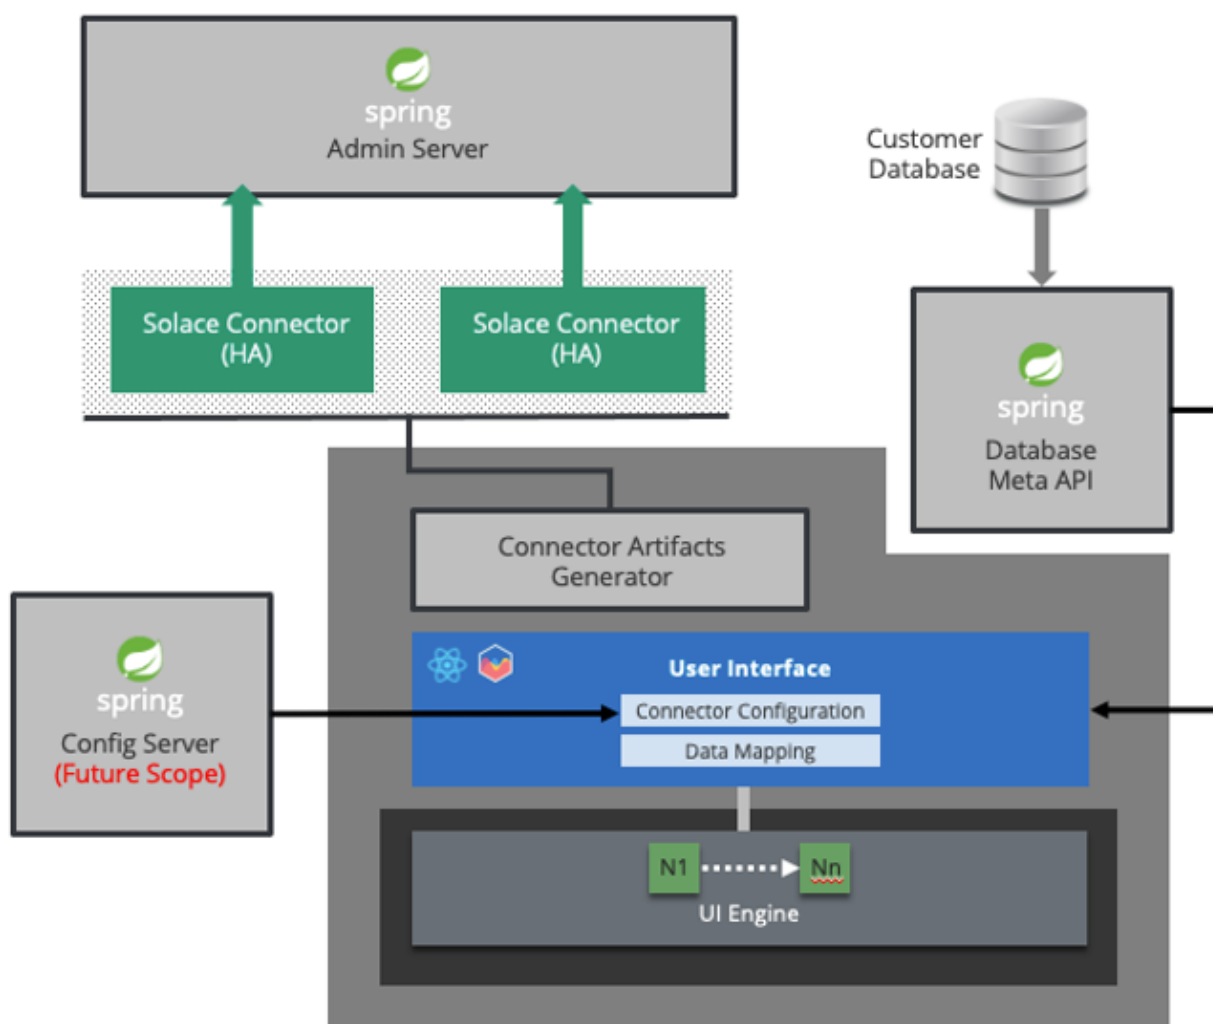 spring
Admin Server
Customer
Database
Solace Connector
(HA)
Solace Connector
(HA)
spring
Database
Meta API
Connector Artifacts
Generator
spring
Config Server
(Future Scope)
User Interface
Connector Configuration
Data Mapping
N1
Nn
UI Engine